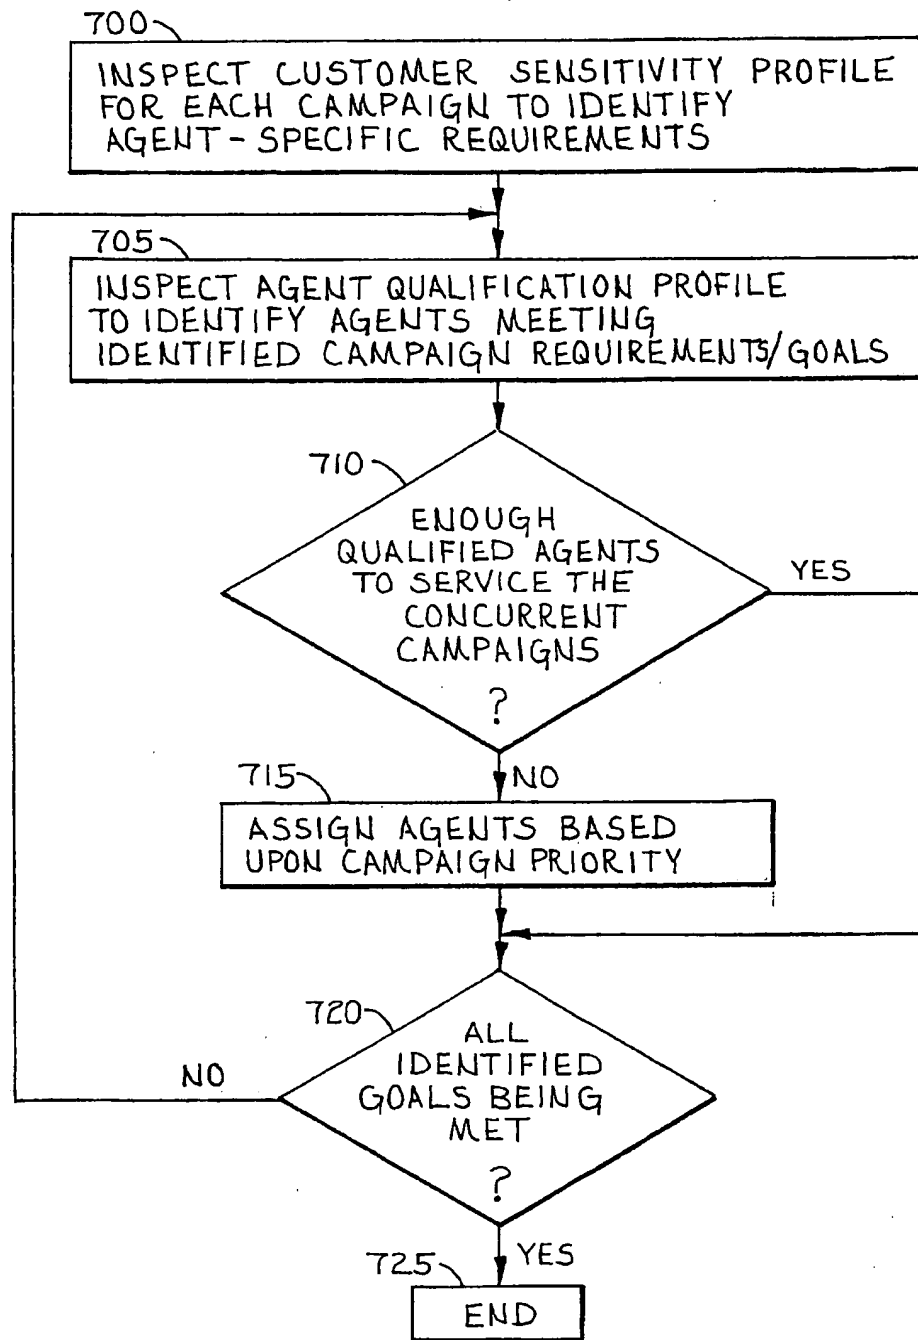 700
INSPECT CUSTOMER SENSITIVITY PROFILE
FOR EACH CAMPAIGN TO IDENTIFY
AGENT-SPECIFIC REQUIREMENTS
705
INSPECT AGENT QUALIFICATION PROFILE
TO IDENTIFY AGENTS MEETING
IDENTIFIED CAMPAIGN REQUIREMENTS/GOALS
710
ENOUGH
QUALIFIED AGENTS
TO SERVICE THE
CONCURRENT
CAMPAIGNS
?
YES
NO
715
ASSIGN AGENTS BASED
UPON CAMPAIGN PRIORITY
720
ALL
IDENTIFIED
GOALS BEING
MET
?
NO
YES
725
END